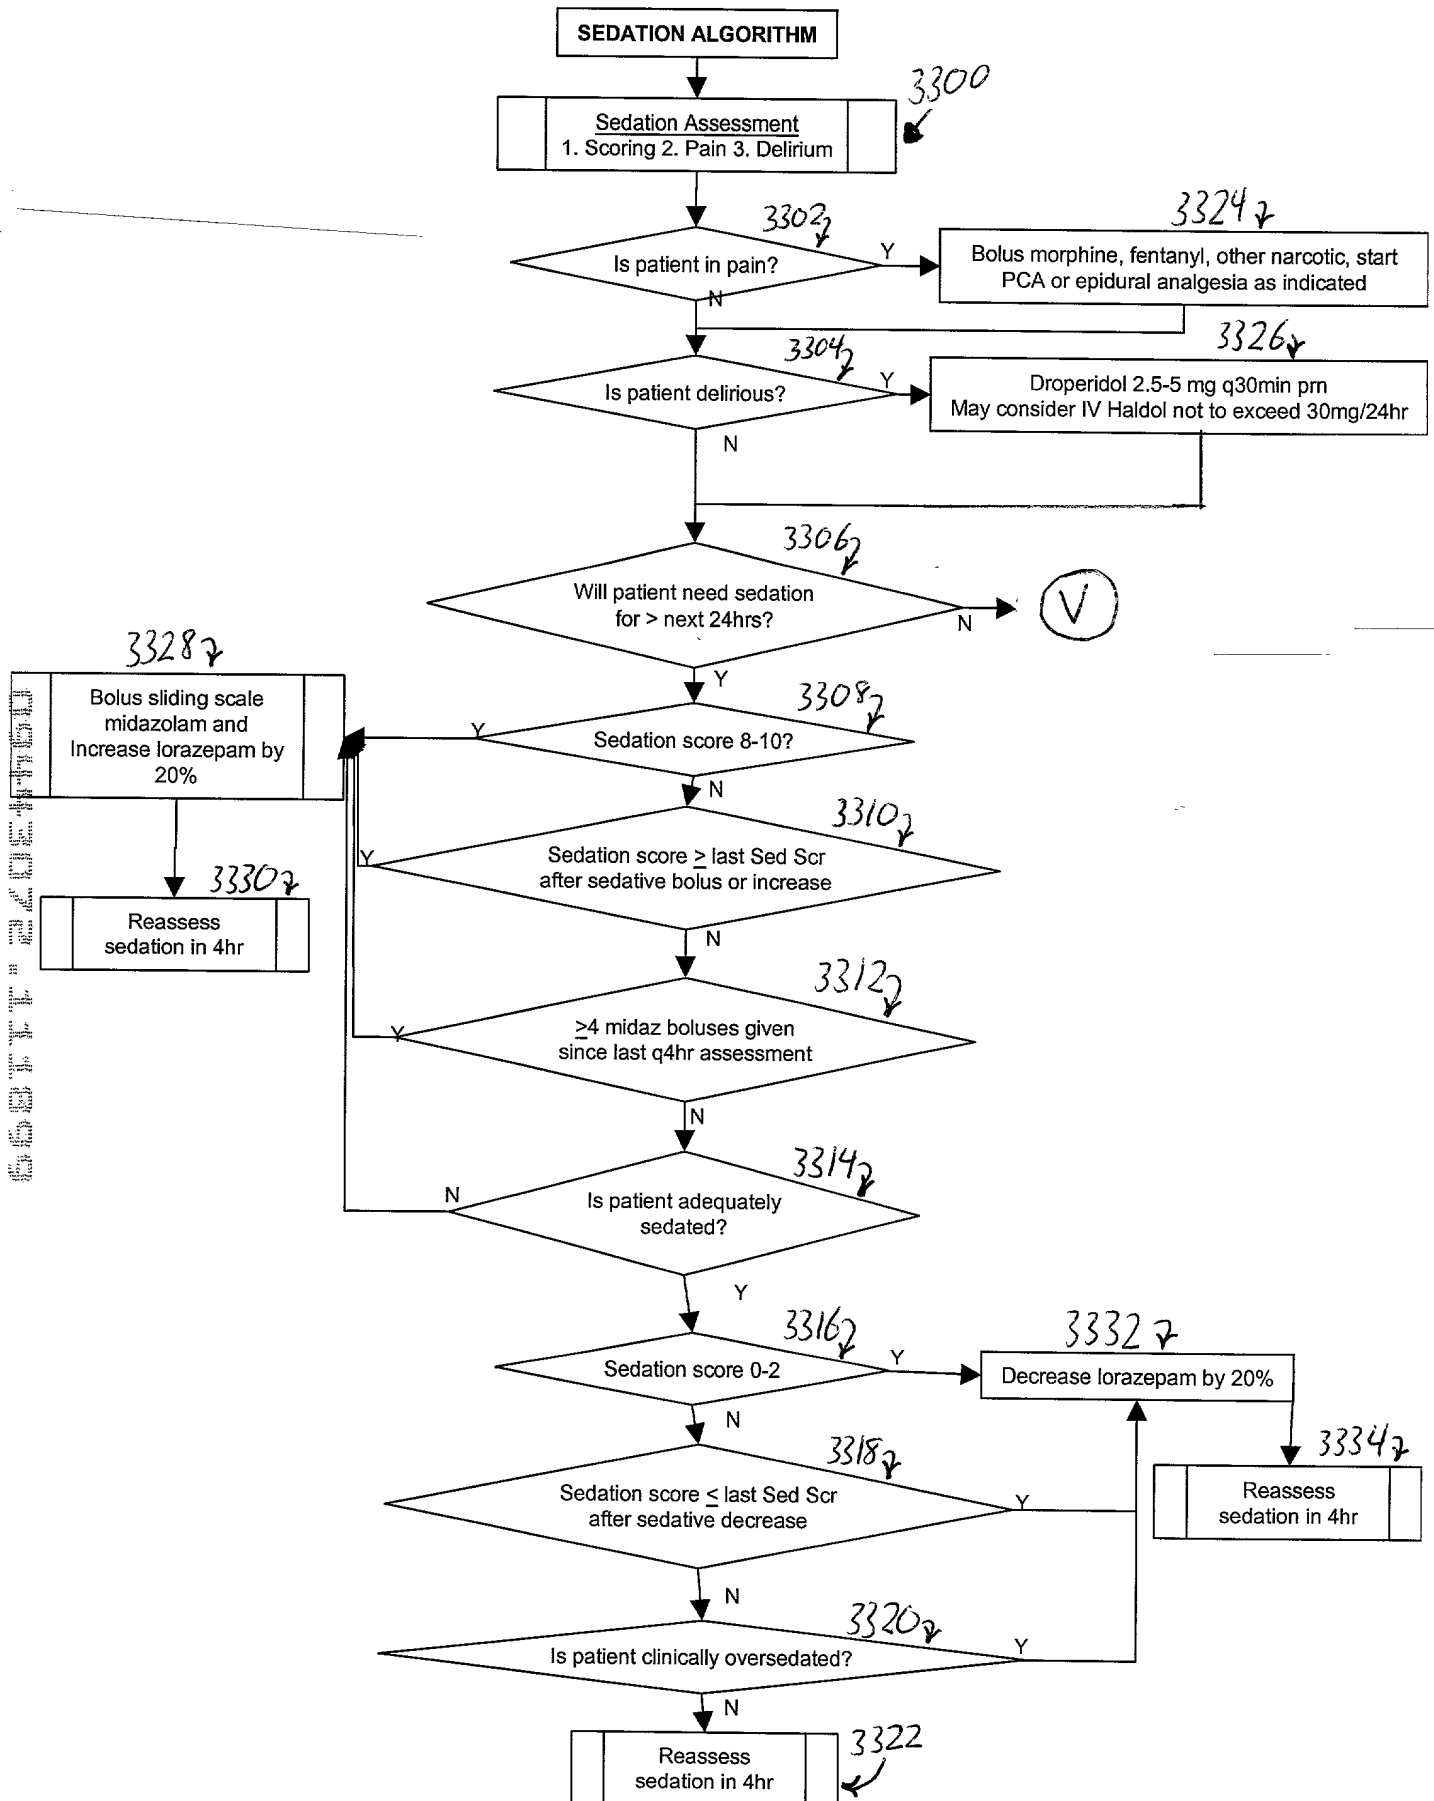 SEDATION ALGORITHM
3300
Sedation Assessment
1. Scoring 2. Pain 3. Delirium
3302
3324
Is patient in pain?
Y
Bolus morphine, fentanyl, other narcotic, start
PCA or epidural analgesia as indicated
N
3304
3326
Is patient delirious?
Y
Droperidol 2.5-5 mg q30min prn
May consider IV Haldol not to exceed 30mg/24hr
N
3306
Will patient need sedation
for > next 24hrs?
N
V
Y
3328
Bolus sliding scale
midazolam and
Increase lorazepam by
20%
3308
Sedation score 8-10?
Y
N
3310
Sedation score ≥ last Sed Scr
after sedative bolus or increase
Y
N
3330
Reassess
sedation in 4hr
3312
≥4 midaz boluses given
since last q4hr assessment
Y
N
3314
Is patient adequately
sedated?
N
Y
3316
Sedation score 0-2
Y
3332
Decrease lorazepam by 20%
N
3318
Sedation score ≤ last Sed Scr
after sedative decrease
Y
3334
Reassess
sedation in 4hr
N
3320
Is patient clinically oversedated?
Y
N
3322
Reassess
sedation in 4hr